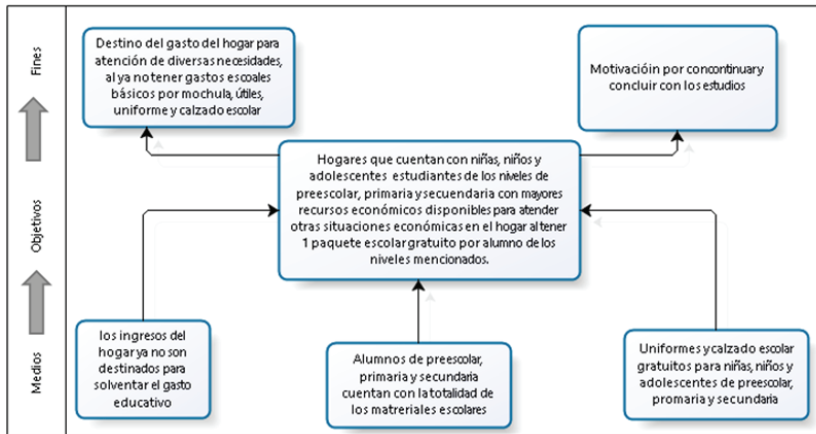 Fines
Destino del gasto del hogar para
atención de diversas necesidades,
al ya no tener gastos escoales
básicos por mochula, útiles,
uniforme y calzado escolar
Motivacióin por concontinuar y
concluir con los estudios
Objetivos
Hogares que cuentan con niñas, niños y
adolescentes estudiantes de los niveles de
preescolar, primaria y secuendaria con mayores
recursos económicos disponibles para atender
otras situaciones económicas en el hogar al tener
1 paquete escolar gratuito por alumno de los
niveles mencionados.
Medios
los ingresos del
hogar ya no son
destinados para
solventar el gasto
educativo
Alumnos de preescolar,
primaria y secundaria
cuentan con la totalidad de
los matreriales escolares
Uniformes y calzado escolar
gratuitos para niñas, niños y
adolescentes de preescolar,
promaria y secundaria